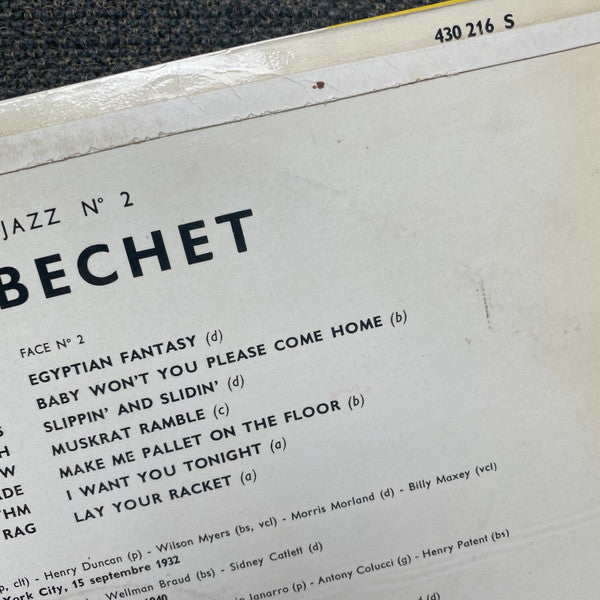 430 216 S
JAZZ N° 2
BECHET
FACE N° 2
EGYPTIAN FANTASY (d)
BABY WON'T YOU PLEASE COME HOME (b)
SLIPPIN' AND SLIDIN' (d)
MUSKRAT RAMBLE (c)
MAKE ME PALLET ON THE FLOOR (b)
I WANT YOU TONIGHT (a)
LAY YOUR RACKET (a)
S
H
W
ADE
THM
RAG
p, clt) - Henry Duncan (p) - Wilson Myers (bs, vcl) - Morris Morland (d) - Billy Maxey (vcl)
York City, 15 septembre 1932
Wellman Braud (bs) - Sidney Catlett (d)
1940
Ianarro (p) - Antony Colucci (g) - Henry Patent (bs)
(d)